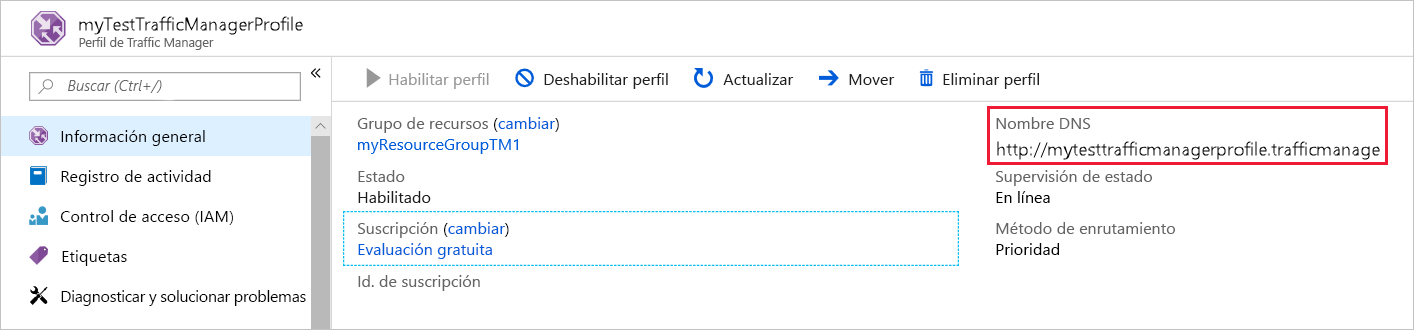 myTestTrafficManagerProfile
Perfil de Traffic Manager
Buscar (Ctrl+/)
«
Información general
Registro de actividad
Control de acceso (IAM)
Etiquetas
Diagnosticar y solucionar problemas
Habilitar perfil Deshabilitar perfil Actualizar Mover Eliminar perfil
Grupo de recursos (cambiar)
myResourceGroupTM1
Estado
Habilitado
Suscripción (cambiar)
Evaluación gratuita
Id. de suscripción
Nombre DNS
http://mytesttrafficmanagerprofile.trafficmanage
Supervisión de estado
En línea
Método de enrutamiento
Prioridad